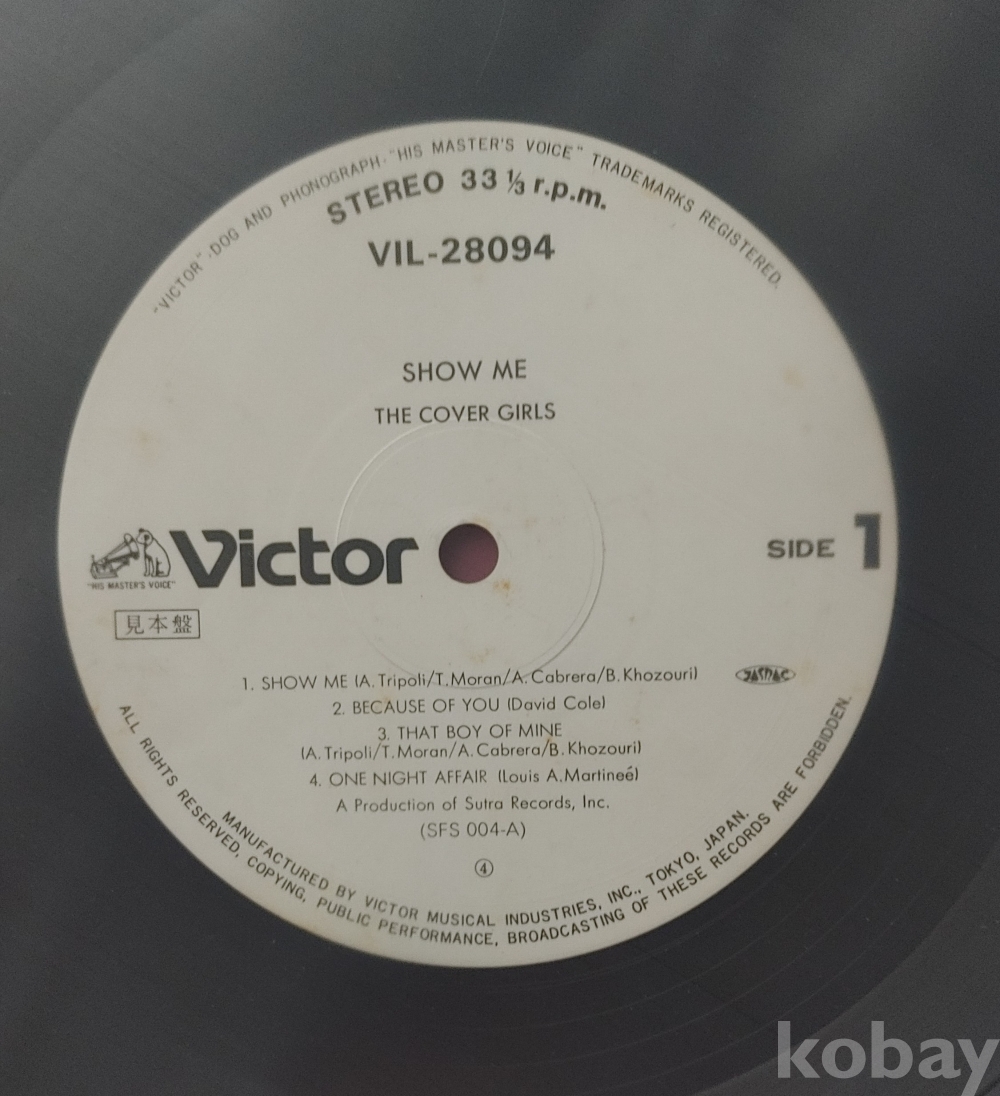 "VICTOR"·DOG AND PHONOGRAPH·"HIS MASTER'S VOICE" TRADEMARKS REGISTERED.
STEREO 33 ⅓ r.p.m.
VIL-28094
SHOW ME
THE COVER GIRLS
Victor
SIDE 1
"HIS MASTER'S VOICE"
見本盤
1. SHOW ME (A. Tripoli/T. Moran/A. Cabrera/B. Khozouri)
JASRAC
2. BECAUSE OF YOU (David Cole)
3. THAT BOY OF MINE
(A. Tripoli/T. Moran/A. Cabrera/B. Khozouri)
4. ONE NIGHT AFFAIR (Louis A. Martineé)
A Production of Sutra Records, Inc.
(SFS 004-A)
④
MANUFACTURED BY VICTOR MUSICAL INDUSTRIES, INC., TOKYO, JAPAN.
ALL RIGHTS RESERVED, COPYING, PUBLIC PERFORMANCE, BROADCASTING OF THESE RECORDS ARE FORBIDDEN.
kobay